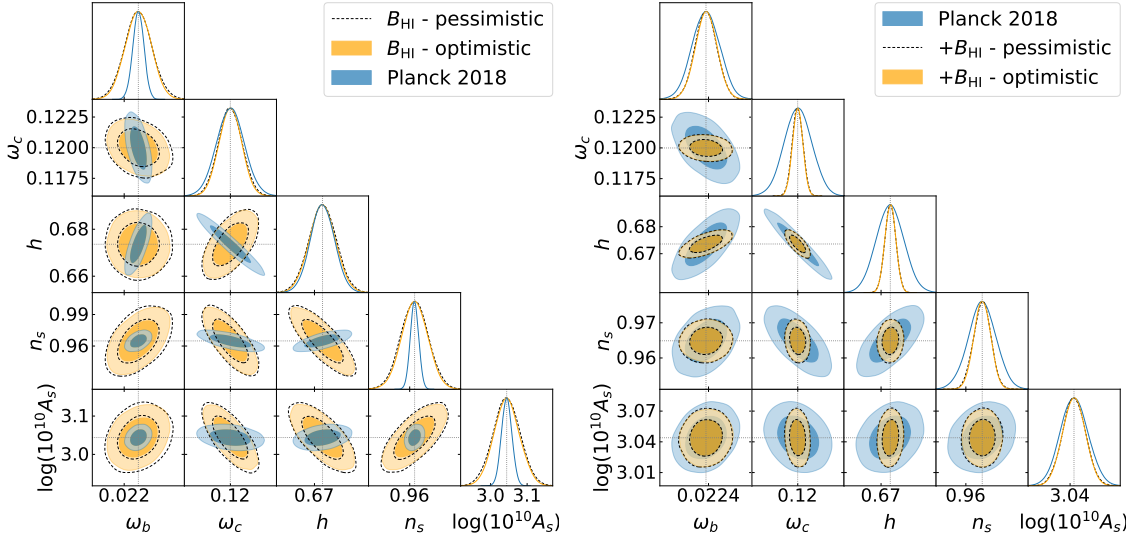 B_HI - pessimistic
B_HI - optimistic
Planck 2018
ω_c
0.1225
0.1200
0.1175
h
0.68
0.66
n_s
0.99
0.96
log(10^10 A_s)
3.1
3.0
0.022
0.12
0.67
0.96
3.0
3.1
ω_b
ω_c
h
n_s
log(10^10 A_s)
Planck 2018
+B_HI - pessimistic
+B_HI - optimistic
ω_c
0.1225
0.1200
0.1175
h
0.68
0.67
n_s
0.97
0.96
log(10^10 A_s)
3.07
3.04
3.01
0.0224
0.12
0.67
0.96
3.04
ω_b
ω_c
h
n_s
log(10^10 A_s)